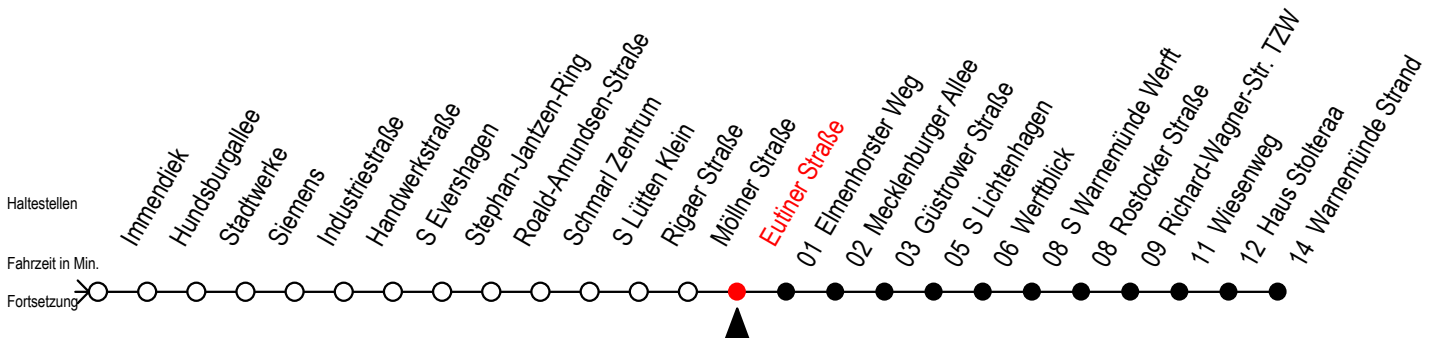 Haltestellen
Immendiek
Hundsburgallee
Stadtwerke
Siemens
Industriestraße
Handwerkstraße
S Evershagen
Stephan-Jantzen-Ring
Roald-Amundsen-Straße
Schmarl Zentrum
S Lütten Klein
Rigaer Straße
Möllner Straße
Eutiner Straße
01 Elmenhorster Weg
02 Mecklenburger Allee
03 Güstrower Straße
05 S Lichtenhagen
06 Werftblick
08 S Warnemünde Werft
08 Rostocker Straße
09 Richard-Wagner-Str. TZW
11 Wiesenweg
12 Haus Stolteraa
14 Warnemünde Strand
Fahrzeit in Min.
Fortsetzung